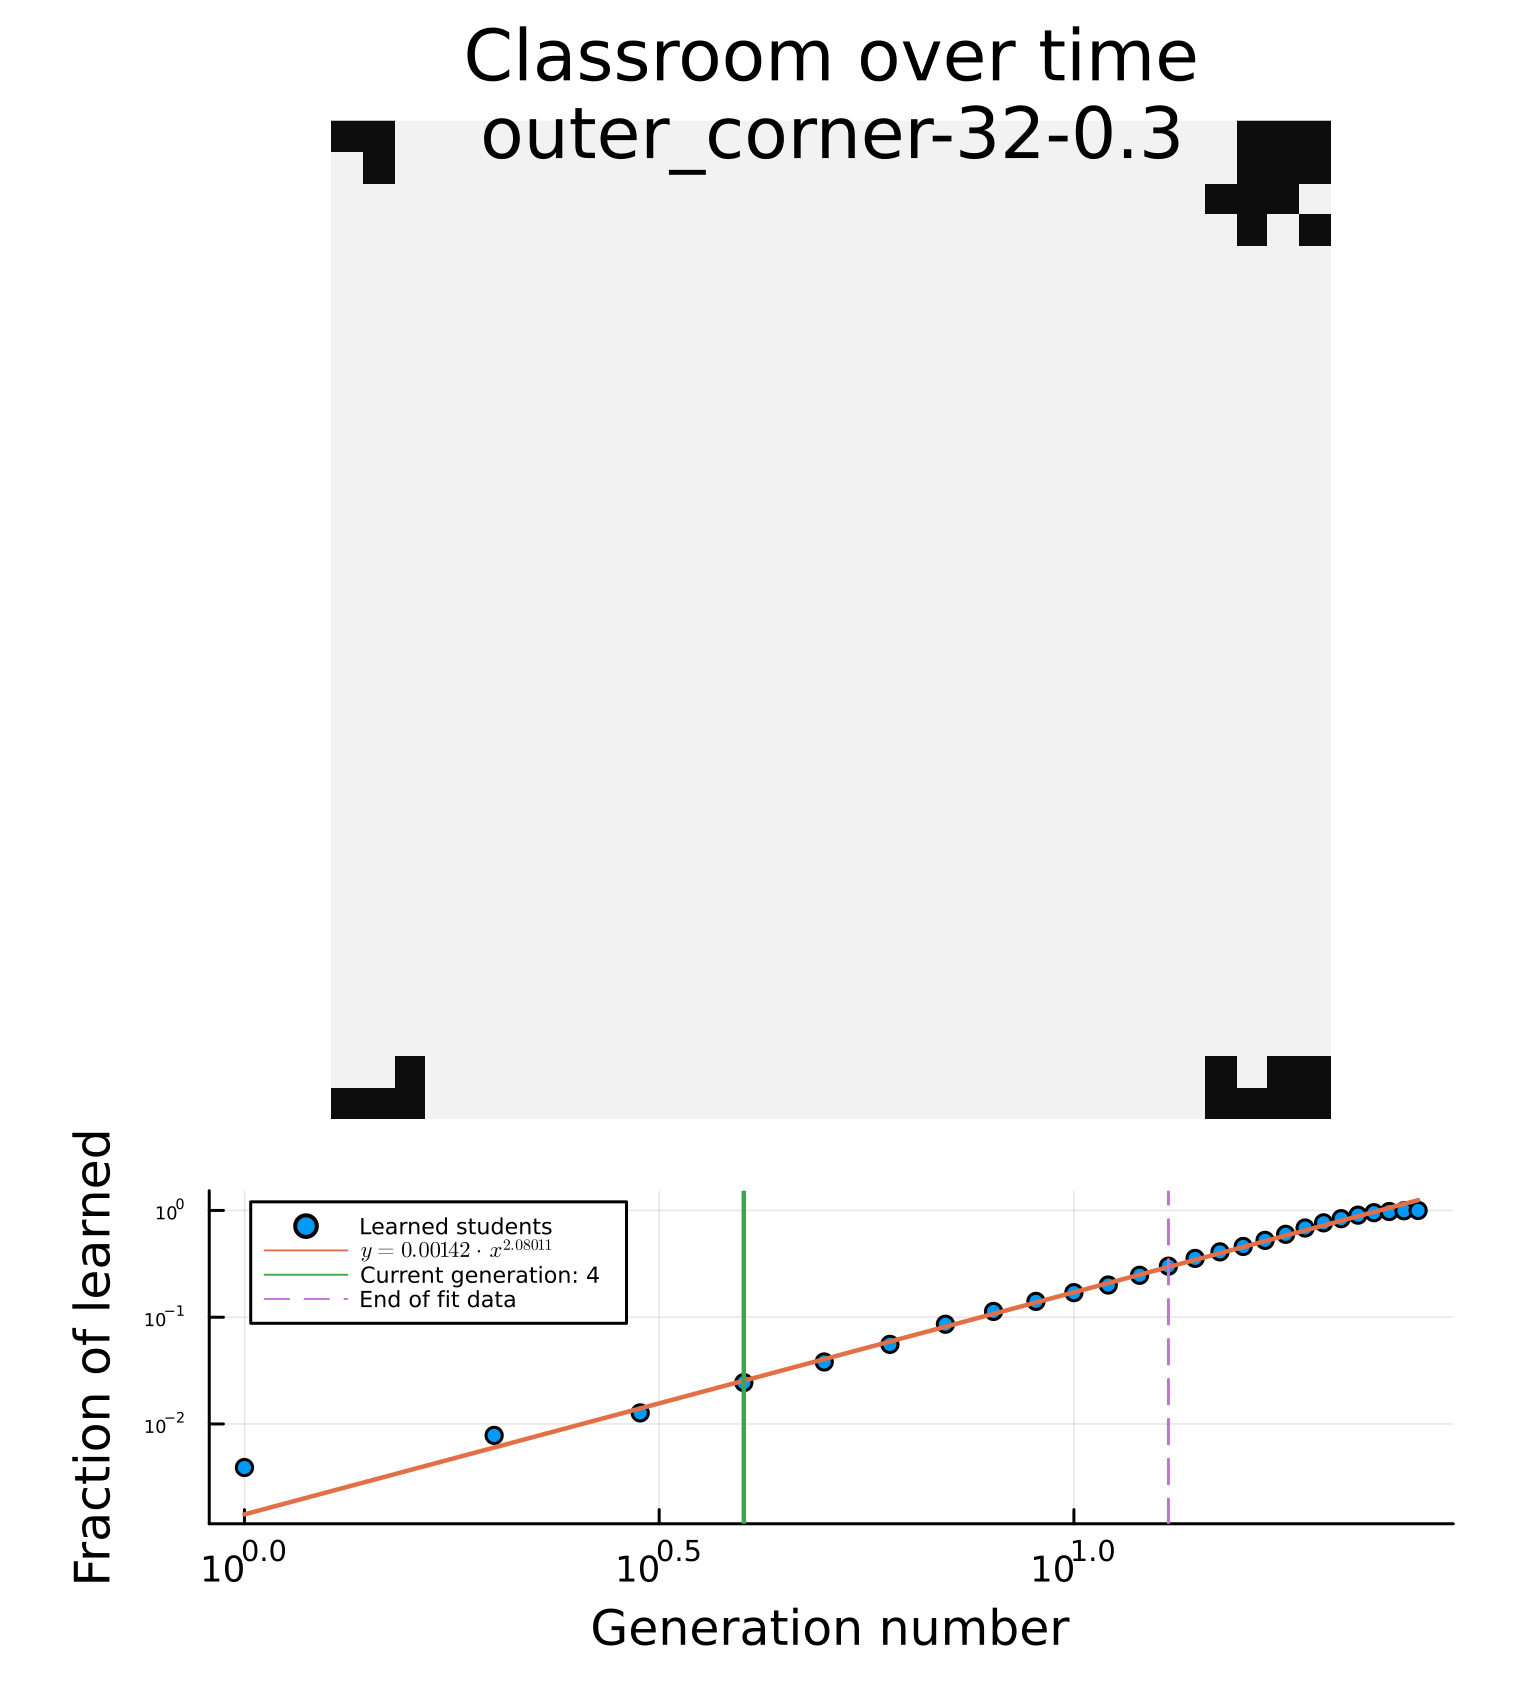 Classroom over time
outer_corner-32-0.3
Fraction of learned
10^0
10^−1
10^−2
Learned students
y = 0.00142 · x^2.08011
Current generation: 4
End of fit data
10^0.0
10^0.5
10^1.0
Generation number